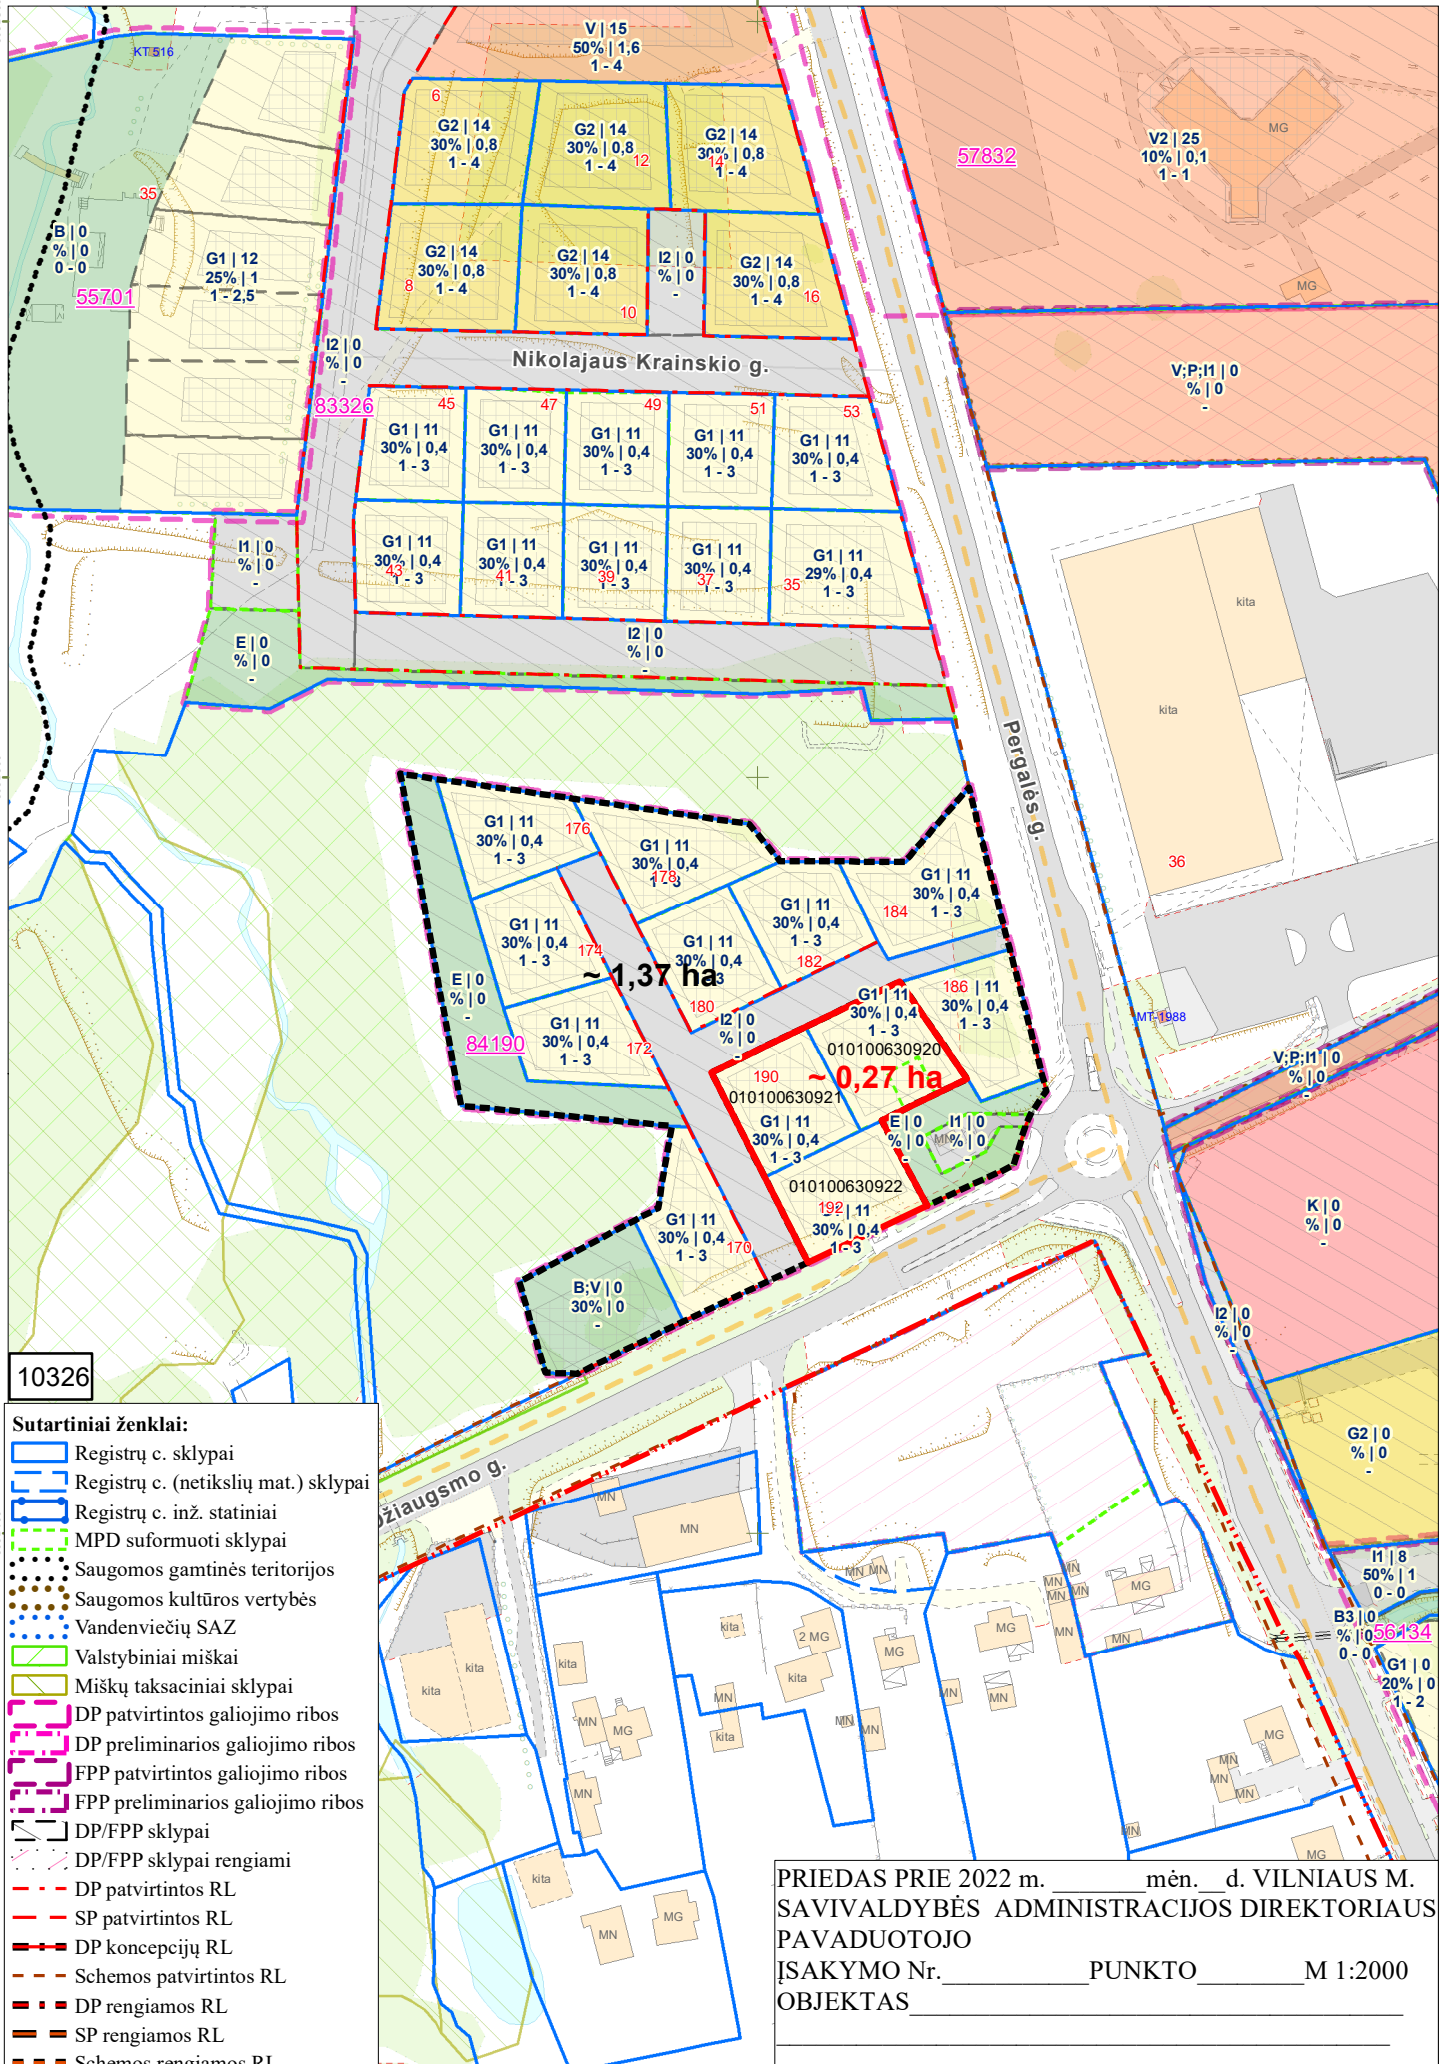 KT 516
V | 15
50% | 1,6
1 - 4
6
G2 | 14
30% | 0,8
1 - 4
G2 | 14
30% | 0,8
1 - 4
12
G2 | 14
30% | 0,8
1 - 4
14
57832
V2 | 25
10% | 0,1
1 - 1
MG
MG
35
B | 0
% | 0
0 - 0
55701
G1 | 12
25% | 1
1 - 2,5
G2 | 14
30% | 0,8
1 - 4
8
G2 | 14
30% | 0,8
1 - 4
10
I2 | 0
% | 0
-
G2 | 14
30% | 0,8
1 - 4
16
I2 | 0
% | 0
-
Nikolajaus Krainskio g.
V;P;I1 | 0
% | 0
-
83326
45
G1 | 11
30% | 0,4
1 - 3
47
G1 | 11
30% | 0,4
1 - 3
49
G1 | 11
30% | 0,4
1 - 3
51
G1 | 11
30% | 0,4
1 - 3
53
G1 | 11
30% | 0,4
1 - 3
I1 | 0
% | 0
-
G1 | 11
30% | 0,4
1 - 3
43
G1 | 11
30% | 0,4
1 - 3
41
G1 | 11
30% | 0,4
1 - 3
39
G1 | 11
30% | 0,4
1 - 3
37
G1 | 11
29% | 0,4
1 - 3
35
kita
kita
E | 0
% | 0
-
I2 | 0
% | 0
-
Pergalės g.
36
G1 | 11
30% | 0,4
1 - 3
176
G1 | 11
30% | 0,4
1 - 3
178
G1 | 11
30% | 0,4
1 - 3
184
G1 | 11
30% | 0,4
1 - 3
174
G1 | 11
30% | 0,4
1 - 3
182
G1 | 11
30% | 0,4
1 - 3
180
~ 1,37 ha
E | 0
% | 0
-
84190
G1 | 11
30% | 0,4
1 - 3
172
I2 | 0
% | 0
-
G1 | 11
30% | 0,4
1 - 3
186 | 11
30% | 0,4
1 - 3
MT-1988
010100630920
190
~ 0,27 ha
010100630921
G1 | 11
30% | 0,4
1 - 3
E | 0
% | 0
-
MN
I1 | 0
% | 0
-
V;P;I1 | 0
% | 0
-
010100630922
192
| 11
30% | 0,4
1 - 3
K | 0
% | 0
-
G1 | 11
30% | 0,4
1 - 3
170
B;V | 0
30% | 0
-
I2 | 0
% | 0
-
10326
G2 | 0
% | 0
-
džiaugsmo g.
MN
MN
MN MN
MN
MN
MN
MN
MG
MN
MN
I1 | 8
50% | 1
0 - 0
B3 | 0
% | 0
0 - 0
56134
G1 | 0
20% | 0
1 - 2
kita
kita
kita
kita
2 MG
kita
MG
MG
MN
MG
MN
kita
MN
MN
MN
MN
MG
MN
MN
MN
MN
MN
MG
kita
MN
MG
Sutartiniai ženklai:
Registrų c. sklypai
Registrų c. (netikslių mat.) sklypai
Registrų c. inž. statiniai
MPD suformuoti sklypai
Saugomos gamtinės teritorijos
Saugomos kultūros vertybės
Vandenviečių SAZ
Valstybiniai miškai
Miškų taksaciniai sklypai
DP patvirtintos galiojimo ribos
DP preliminarios galiojimo ribos
FPP patvirtintos galiojimo ribos
FPP preliminarios galiojimo ribos
DP/FPP sklypai
DP/FPP sklypai rengiami
DP patvirtintos RL
SP patvirtintos RL
DP koncepcijų RL
Schemos patvirtintos RL
DP rengiamos RL
SP rengiamos RL
Schemos rengiamos RL
PRIEDAS PRIE 2022 m. ________mėn.__d. VILNIAUS M.
SAVIVALDYBĖS ADMINISTRACIJOS DIREKTORIAUS
PAVADUOTOJO
ĮSAKYMO Nr.___________PUNKTO________M 1:2000
OBJEKTAS_____________________________________